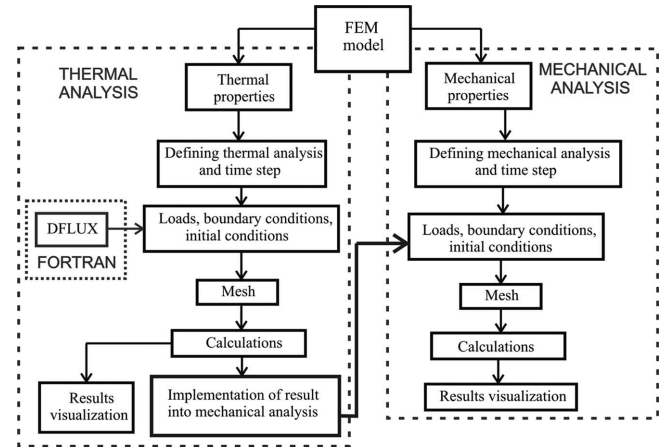 FEM
model
THERMAL
ANALYSIS
Thermal
properties
Defining thermal analysis
and time step
DFLUX
FORTRAN
Loads, boundary conditions,
initial conditions
Mesh
Calculations
Results
visualization
Implementation of result
into mechanical analysis
MECHANICAL
ANALYSIS
Mechanical
properties
Defining mechanical analysis
and time step
Loads, boundary conditions,
initial conditions
Mesh
Calculations
Results visualization